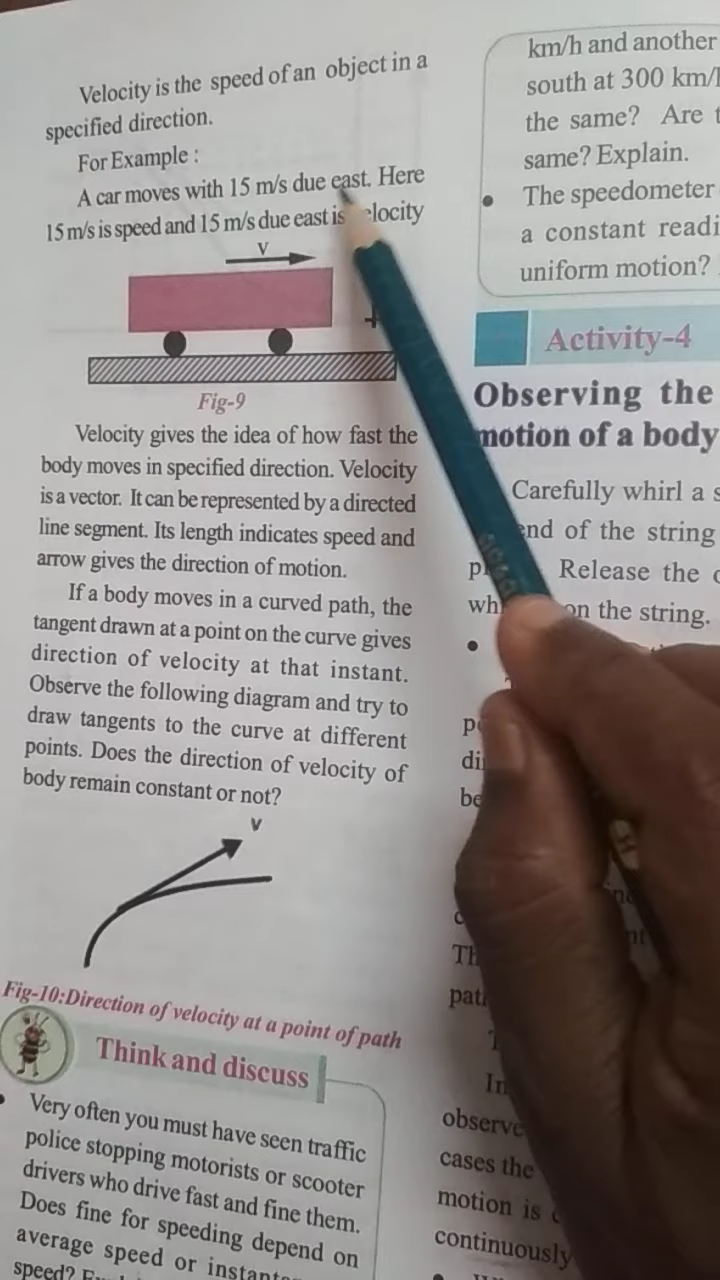 Velocity is the speed of an object in a
specified direction.
For Example :
A car moves with 15 m/s due east. Here
15 m/s is speed and 15 m/s due east is
v
Fig-9
Velocity gives the idea of how fast the
body moves in specified direction. Velocity
is a vector. It can be represented by a directed
line segment. Its length indicates speed and
arrow gives the direction of motion.
If a body moves in a curved path, the
tangent drawn at a point on the curve gives
direction of velocity at that instant.
Observe the following diagram and try to
draw tangents to the curve at different
points. Does the direction of velocity of
body remain constant or not?
v
Fig-10:Direction of velocity at a point of path
Think and discuss
• Very often you must have seen traffic
police stopping motorists or scooter
drivers who drive fast and fine them.
Does fine for speeding depend on
average speed or
speed?
km/h and another
south at 300
the same? Are
same? Explain.
• The speedometer
a constant
uniform motion?
Activity-4
Observing the
motion of a body
Carefully whirl a
end of the string
Release the
on the string.
In
observe
cases the
motion is
continuously